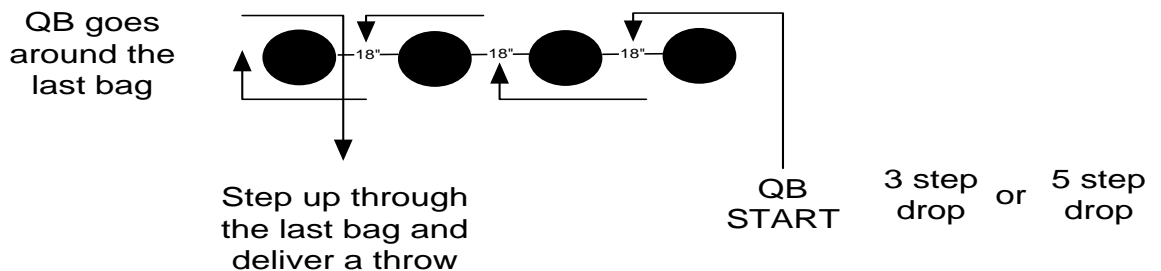 QB goes
around the
last bag
18"
18"
18"
Step up through
the last bag and
deliver a throw
QB
START
3 step
drop
or
5 step
drop